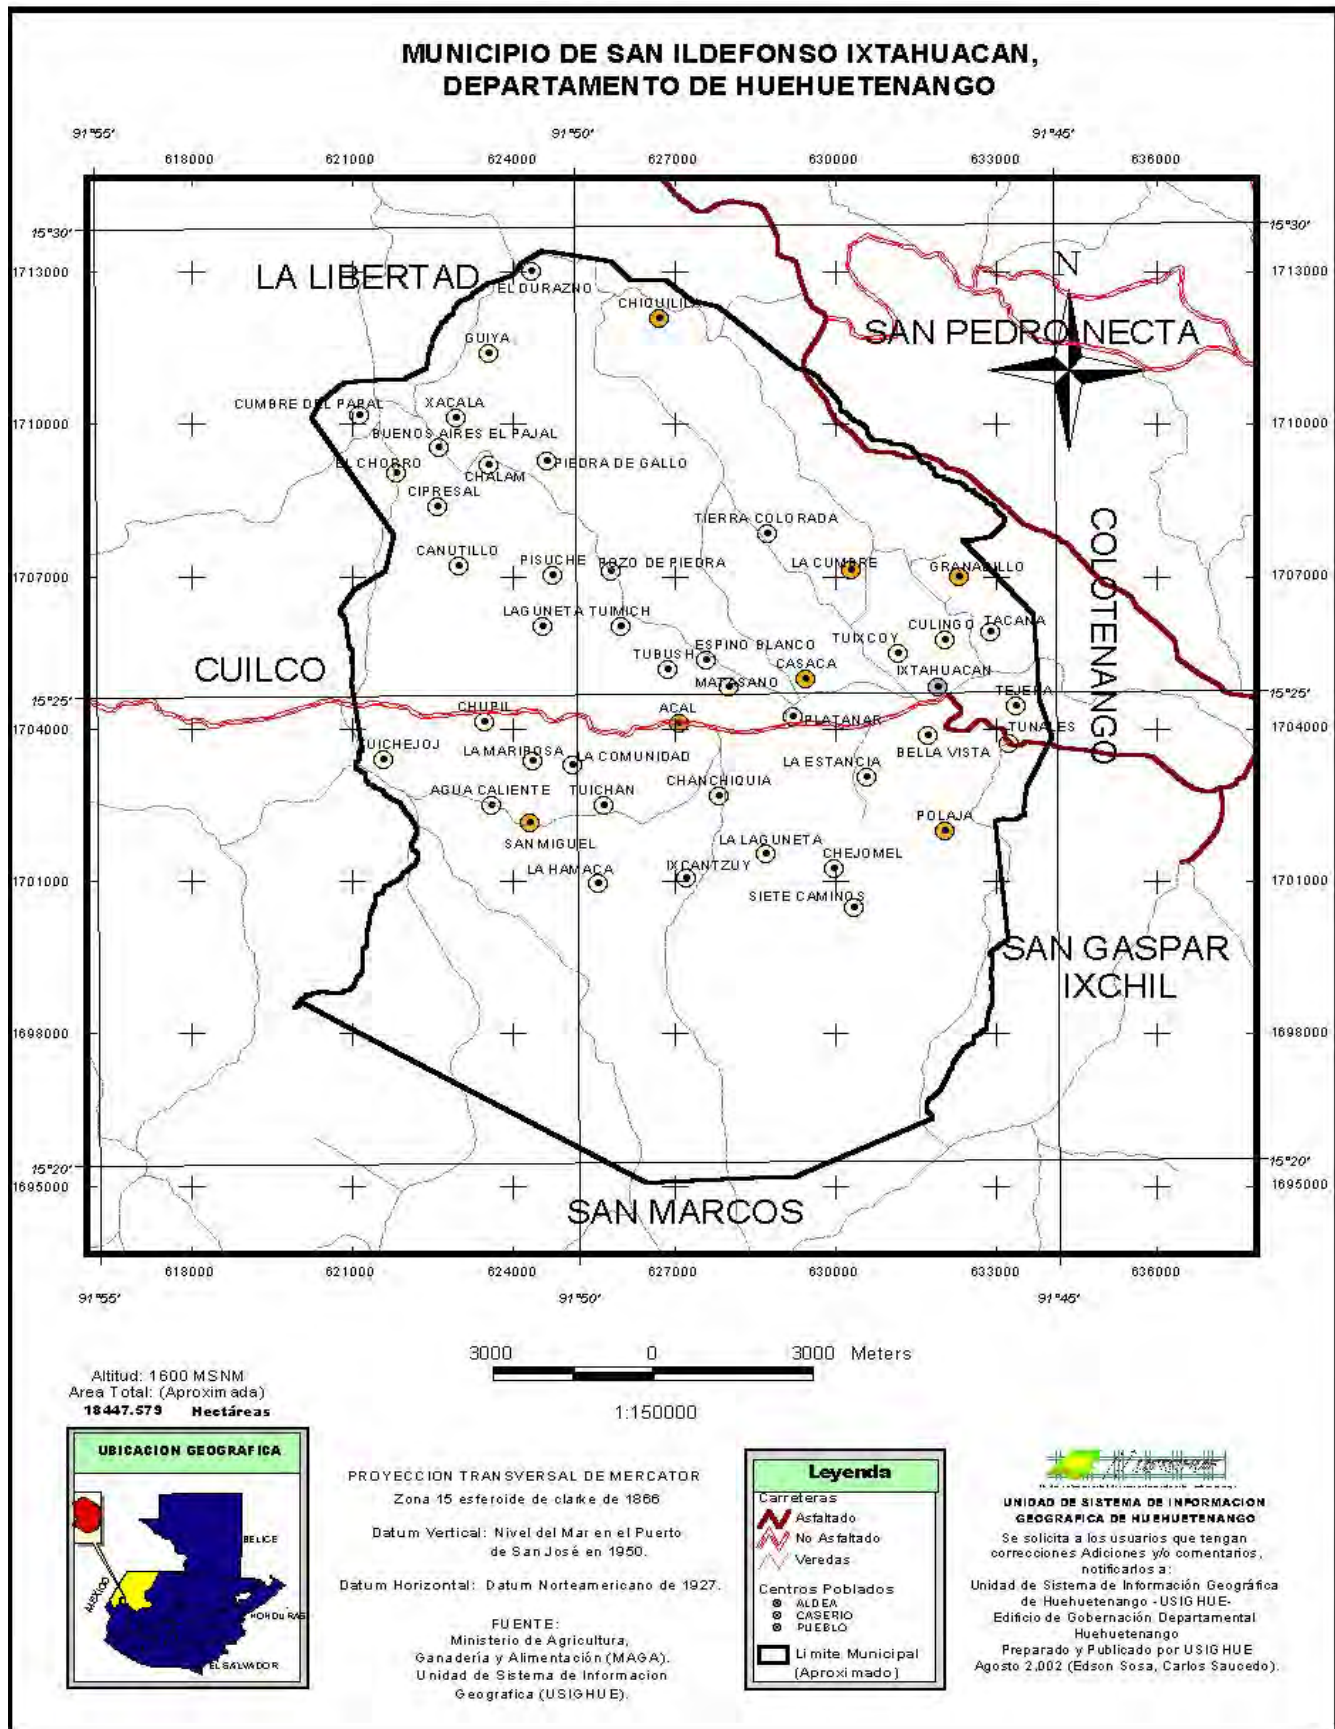 MUNICIPIO DE SAN ILDEFONSO IXTAHUACAN,
DEPARTAMENTO DE HUEHUETENANGO
91°55' 91°50' 91°45'
618000 621000 624000 627000 630000 633000 636000
15°30' 15°30'
1713000 1713000
LA LIBERTAD
N
EL DURAZNO
CHIQUILILA
SAN PEDRO NECTA
GUIYA
CUMBRE DEL PAPAL
XACALA
1710000 1710000
BUENOS AIRES EL PAJAL
EL CHORRO
CHALAM
PIEDRA DE GALLO
CIPRESAL
TIERRA COLORADA
COLOTENANGO
CANUTILLO
PISUCHE
POZO DE PIEDRA
LA CUMBRE
GRANADILLO
1707000 1707000
LAGUNETA TUIMICH
CULINGO
TACANA
TUIXCOY
ESPINO BLANCO
TUBUSH
CASACA
IXTAHUACAN
CUILCO
MATASANO
TEJERA
15°25' 15°25'
CHUPIL
ACAL
PLATANAR
TUNALES
1704000 1704000
TUICHEJOJ
LA MARIPOSA
LA COMUNIDAD
BELLA VISTA
LA ESTANCIA
AGUA CALIENTE
TUICHAN
CHANCHIQUIA
POLAJA
SAN MIGUEL
LA LAGUNETA
CHEJOMEL
LA HAMACA
IXCANTZUY
1701000 1701000
SIETE CAMINOS
SAN GASPAR
IXCHIL
1698000 1698000
15°20' 15°20'
1695000 1695000
SAN MARCOS
618000 621000 624000 627000 630000 633000 636000
91°55' 91°50' 91°45'
3000 0 3000 Meters
1:150000
Altitud: 1600 MSNM
Area Total: (Aproximada)
18447.579 Hectáreas
UBICACION GEOGRAFICA
BELICE
MEXICO
HONDURAS
EL SALVADOR
PROYECCION TRANSVERSAL DE MERCATOR
Zona 15 esferoide de clarke de 1866
Datum Vertical: Nivel del Mar en el Puerto
de San José en 1950.
Datum Horizontal: Datum Norteamericano de 1927.
FUENTE:
Ministerio de Agricultura,
Ganadería y Alimentación (MAGA).
Unidad de Sistema de Informacion
Geografica (USIGHUE).
Leyenda
Carreteras
Asfaltado
No Asfaltado
Veredas
Centros Poblados
ALDEA
CASERIO
PUEBLO
Limite Municipal
(Aproximado)
UNIDAD DE SISTEMA DE INFORMACION
GEOGRAFICA DE HUEHUETENANGO
Se solicita a los usuarios que tengan
correcciones Adiciones y/o comentarios,
notificarlos a:
Unidad de Sistema de Información Geográfica
de Huehuetenango -USIGHUE-
Edificio de Gobernación Departamental
Huehuetenango
Preparado y Publicado por USIGHUE
Agosto 2,002 (Edson Sosa, Carlos Saucedo).